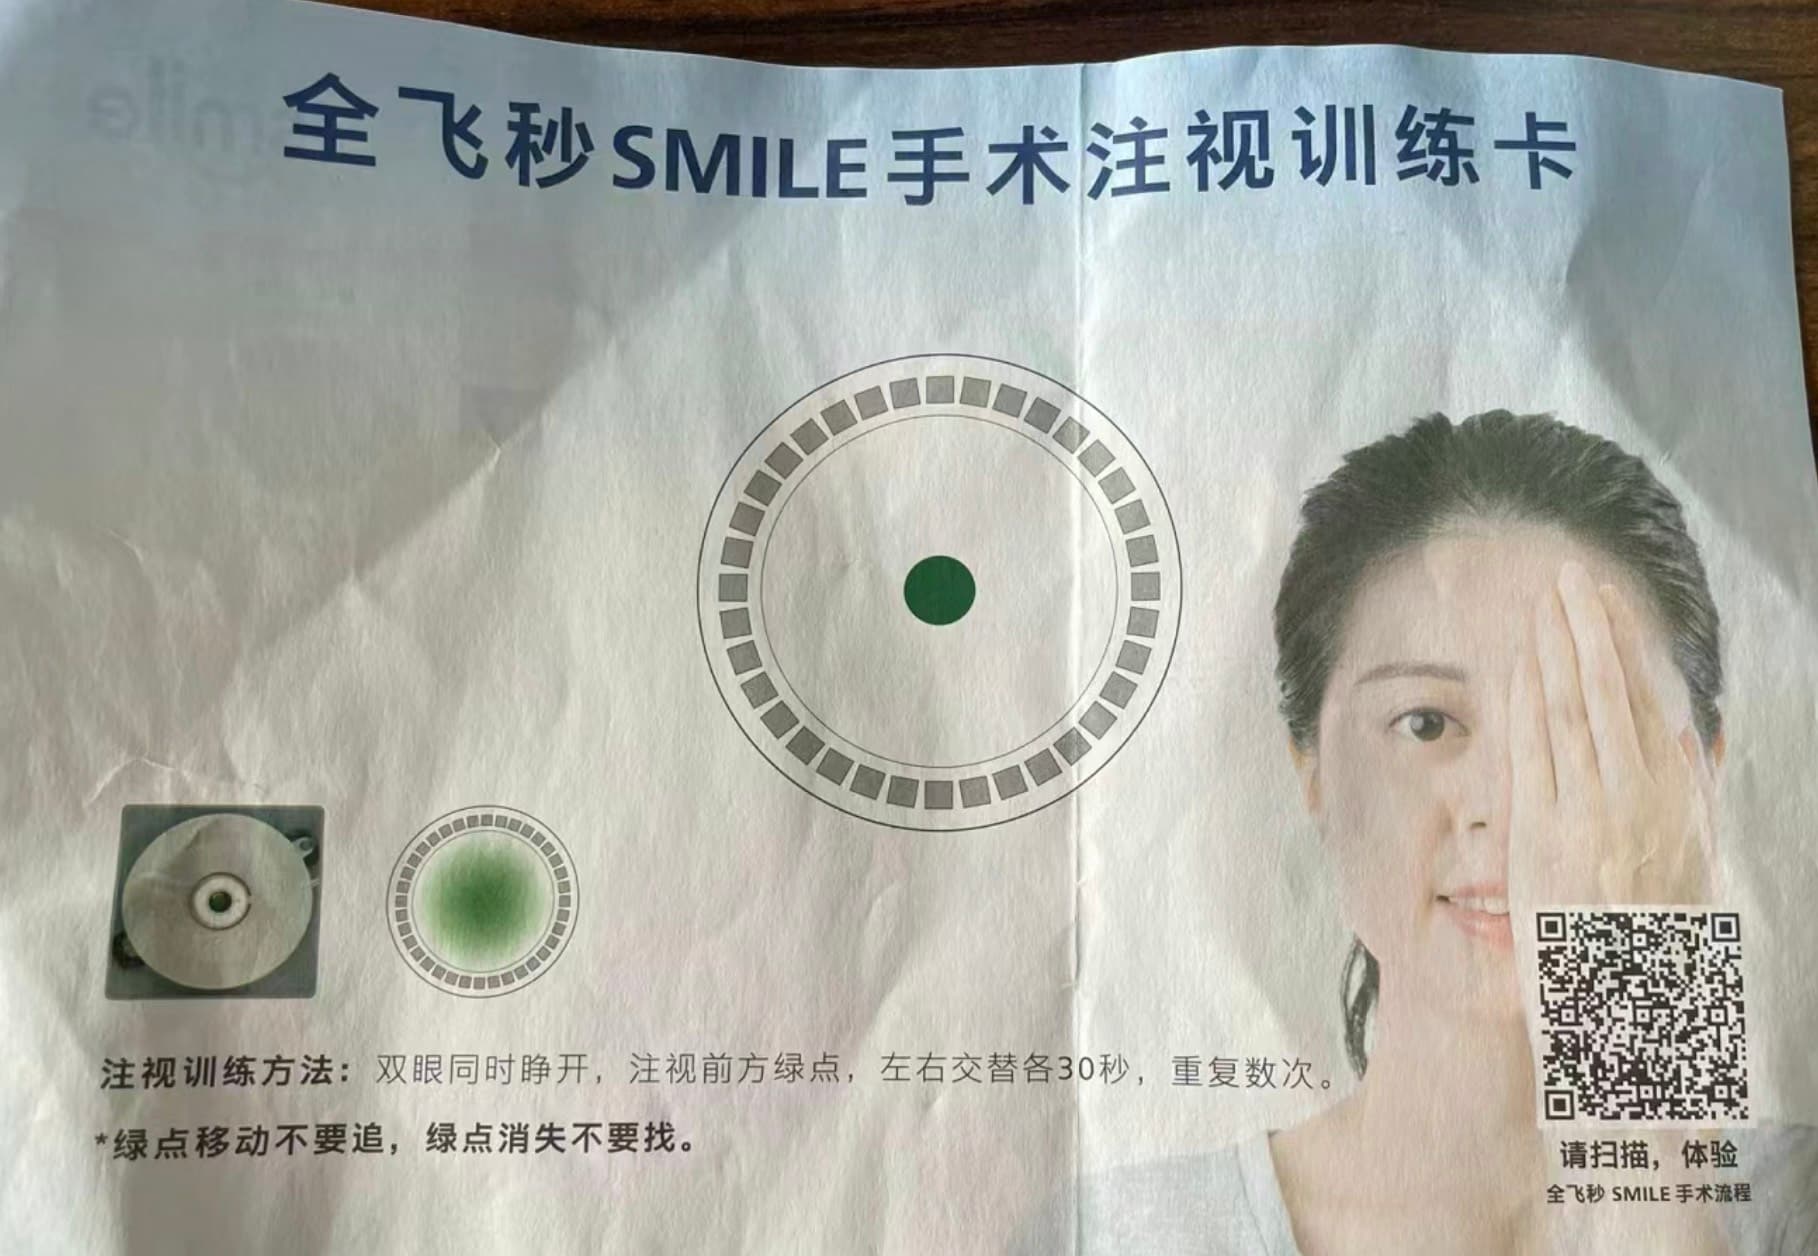 全飞秒SMILE手术注视训练卡
注视训练方法：双眼同时睁开，注视前方绿点，左右交替各30秒，重复数次。
*绿点移动不要追，绿点消失不要找。
请扫描，体验
全飞秒 SMILE 手术流程